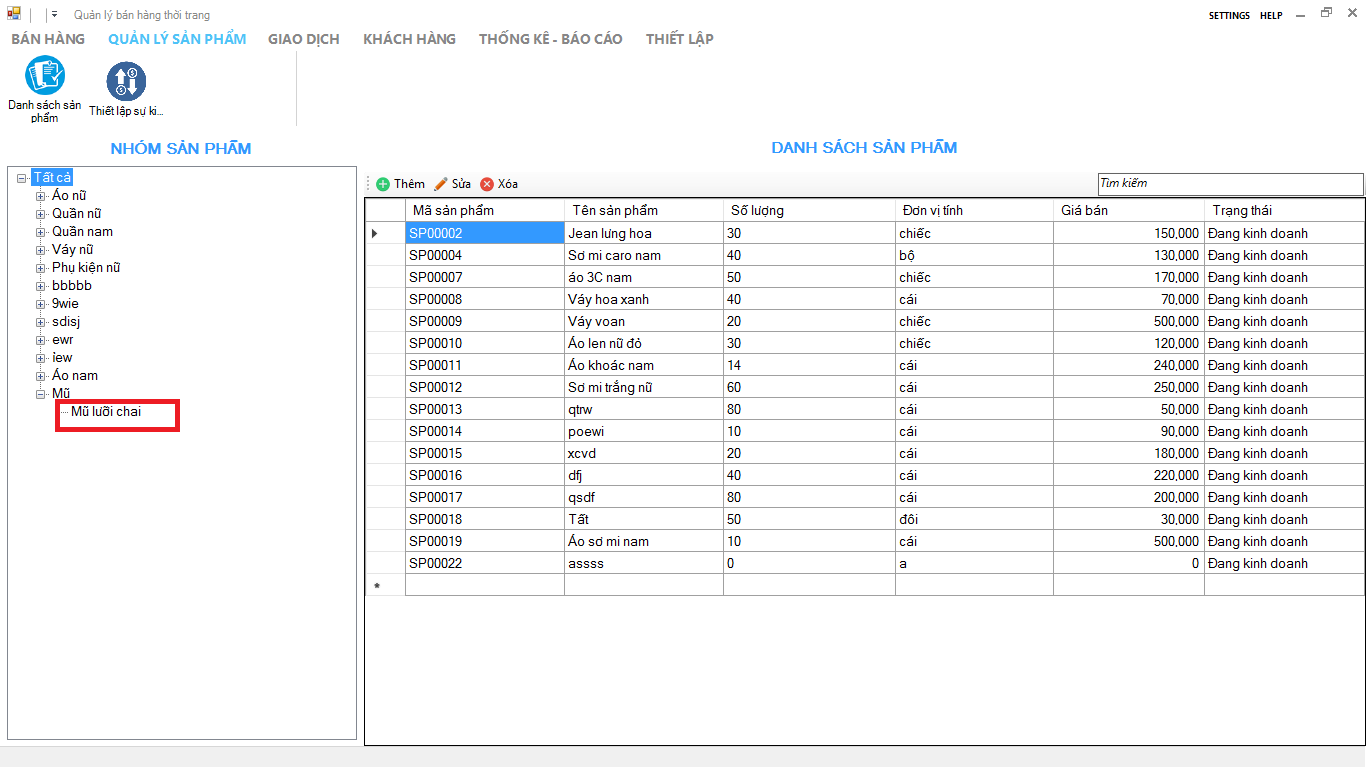 Quản lý bán hàng thời trang
SETTINGS HELP
BÁN HÀNG QUẢN LÝ SẢN PHẨM GIAO DỊCH KHÁCH HÀNG THỐNG KÊ - BÁO CÁO THIẾT LẬP
Danh sách sản
phẩm
Thiết lập sự ki...
NHÓM SẢN PHẨM
Tất cả
Áo nữ
Quần nữ
Quần nam
Váy nữ
Phụ kiện nữ
bbbbb
9wie
sdisj
ewr
iew
Áo nam
Mũ
Mũ lưỡi chai
DANH SÁCH SẢN PHẨM
Thêm Sửa Xóa
Tìm kiếm
Mã sản phẩm Tên sản phẩm Số lượng Đơn vị tính Giá bán Trạng thái
SP00002 Jean lưng hoa 30 chiếc 150,000 Đang kinh doanh
SP00004 Sơ mi caro nam 40 bộ 130,000 Đang kinh doanh
SP00007 áo 3C nam 50 chiếc 170,000 Đang kinh doanh
SP00008 Váy hoa xanh 40 cái 70,000 Đang kinh doanh
SP00009 Váy voan 20 chiếc 500,000 Đang kinh doanh
SP00010 Áo len nữ đỏ 30 chiếc 120,000 Đang kinh doanh
SP00011 Áo khoác nam 14 cái 240,000 Đang kinh doanh
SP00012 Sơ mi trắng nữ 60 cái 250,000 Đang kinh doanh
SP00013 qtrw 80 cái 50,000 Đang kinh doanh
SP00014 poewi 10 cái 90,000 Đang kinh doanh
SP00015 xcvd 20 cái 180,000 Đang kinh doanh
SP00016 dfj 40 cái 220,000 Đang kinh doanh
SP00017 qsdf 80 cái 200,000 Đang kinh doanh
SP00018 Tất 50 đôi 30,000 Đang kinh doanh
SP00019 Áo sơ mi nam 10 cái 500,000 Đang kinh doanh
SP00022 assss 0 a 0 Đang kinh doanh